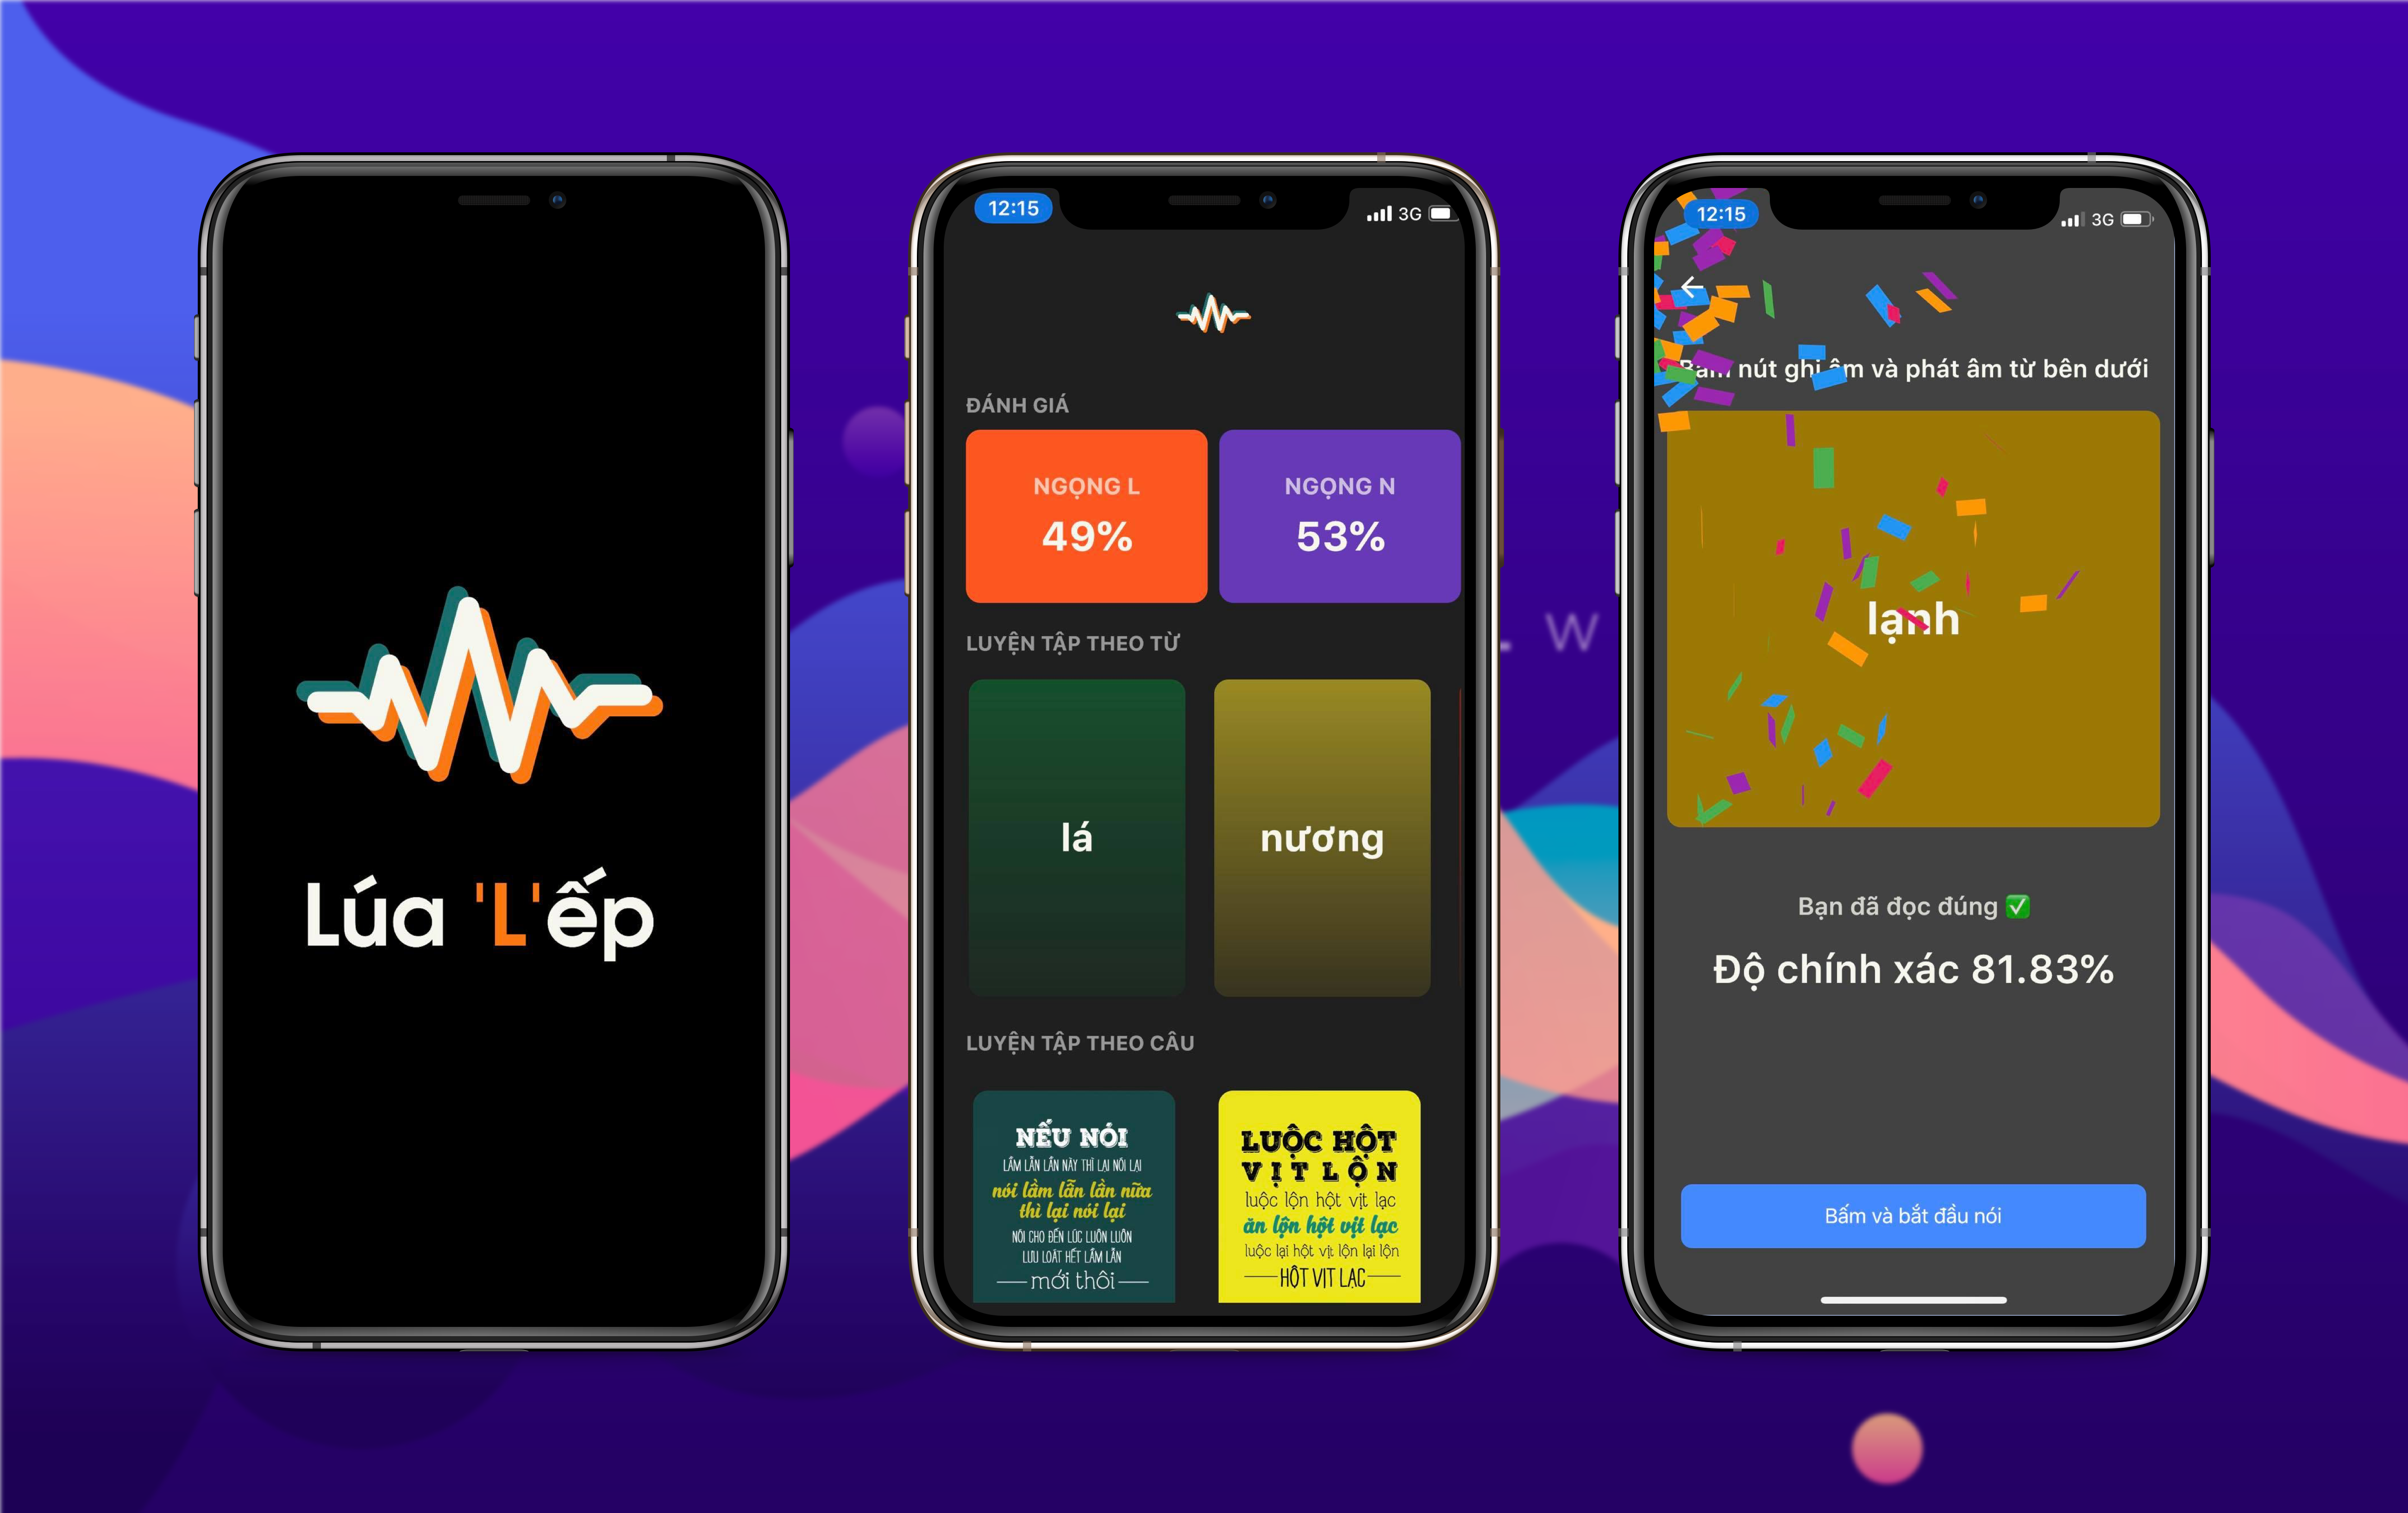 Lúa 'L'ếp
12:15
3G
ĐÁNH GIÁ
NGỌNG L
49%
NGỌNG N
53%
LUYỆN TẬP THEO TỪ
lá
nương
LUYỆN TẬP THEO CÂU
NẾU NÓI
LẦM LẪN LẦN NÀY THÌ LẠI NÓI LẠI
nói lầm lẫn lần nữa
thì lại nói lại
NÓI CHO ĐẾN LÚC LUÔN LUÔN
LƯU LOÁT HẾT LẦM LẪN
mới thôi
LUỘC HỘT
VỊT LỘN
luộc lộn hột vịt lạc
ăn lộn hột vịt lạc
luộc lại hột vịt lộn lại lộn
HỘT VỊT LẠC
12:15
3G
Bấm nút ghi âm và phát âm từ bên dưới
lạnh
Bạn đã đọc đúng ✅
Độ chính xác 81.83%
Bấm và bắt đầu nói
W